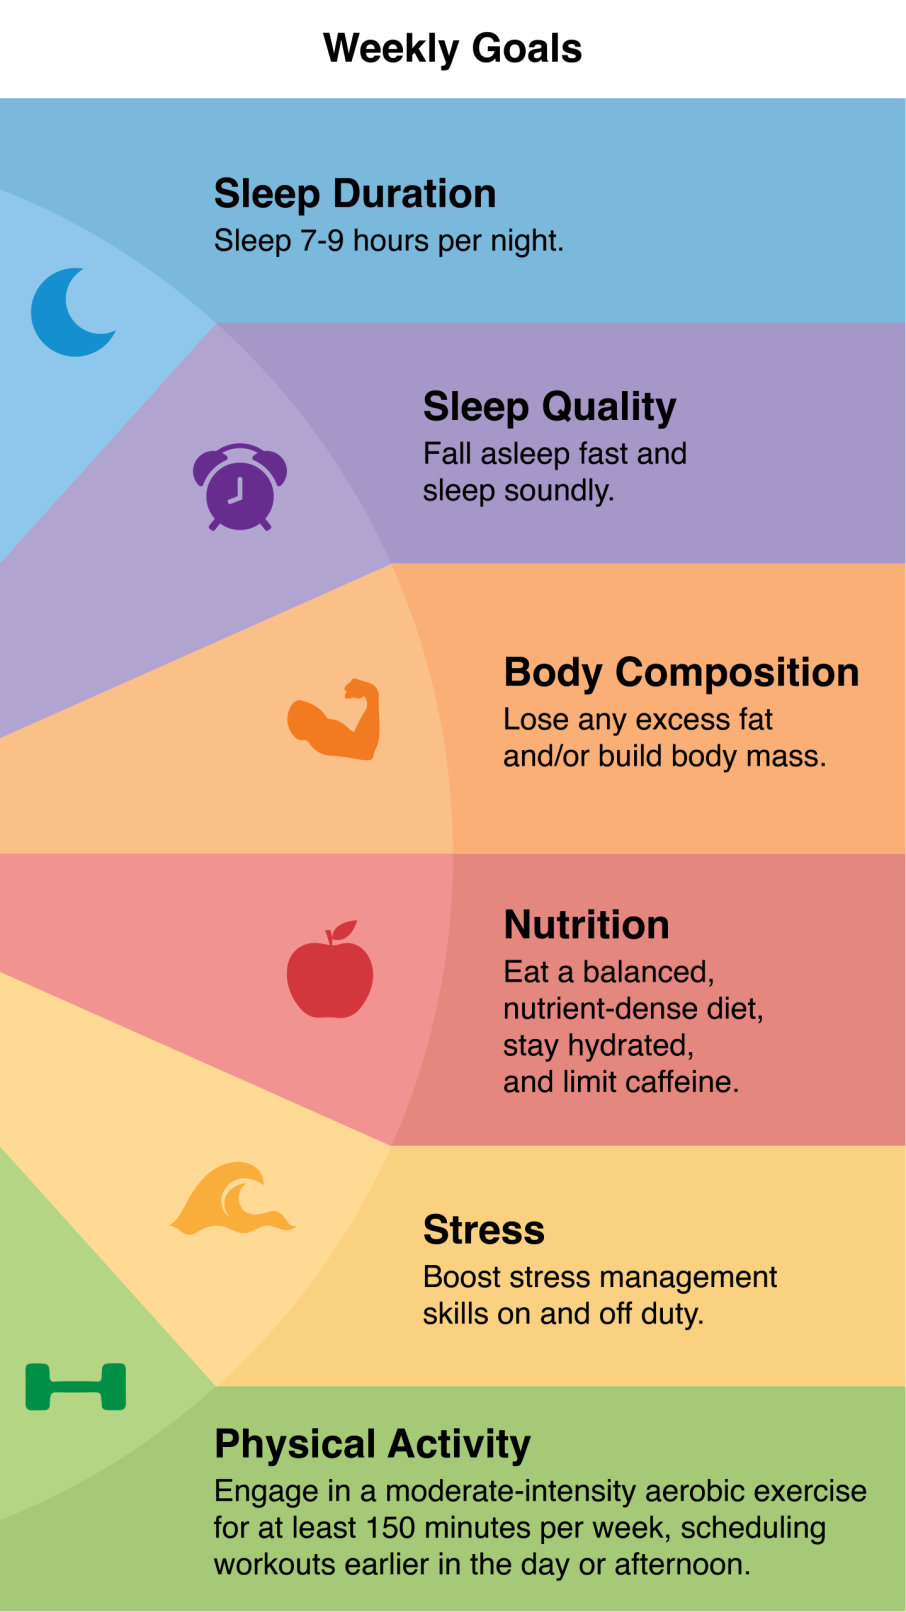 Weekly Goals
Sleep Duration
Sleep 7-9 hours per night.
Sleep Quality
Fall asleep fast and
sleep soundly.
Body Composition
Lose any excess fat
and/or build body mass.
Nutrition
Eat a balanced,
nutrient-dense diet,
stay hydrated,
and limit caffeine.
Stress
Boost stress management
skills on and off duty.
Physical Activity
Engage in a moderate-intensity aerobic exercise
for at least 150 minutes per week, scheduling
workouts earlier in the day or afternoon.